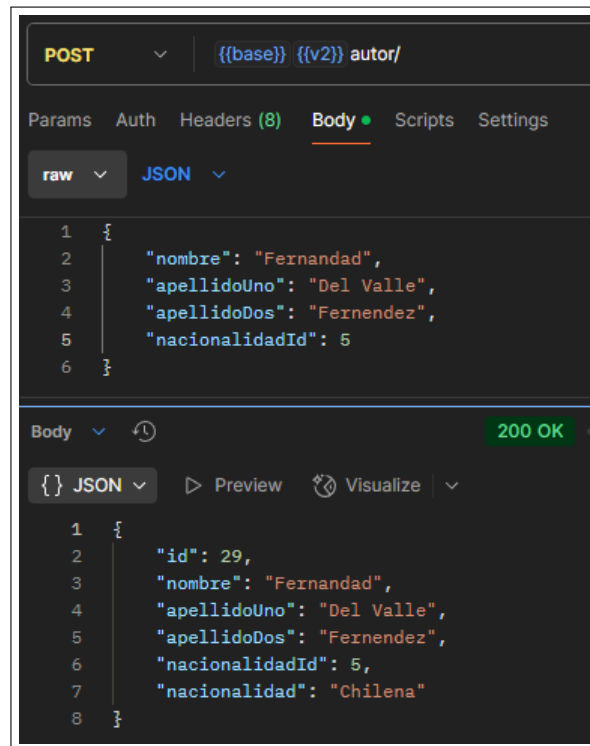 POST {{base}} {{v2}} autor/
Params Auth Headers (8) Body Scripts Settings
raw JSON
1 {
2 "nombre": "Fernandad",
3 "apellidoUno": "Del Valle",
4 "apellidoDos": "Fernendez",
5 "nacionalidadId": 5
6 }
Body 200 OK
{} JSON Preview Visualize
1 {
2 "id": 29,
3 "nombre": "Fernandad",
4 "apellidoUno": "Del Valle",
5 "apellidoDos": "Fernendez",
6 "nacionalidadId": 5,
7 "nacionalidad": "Chilena"
8 }